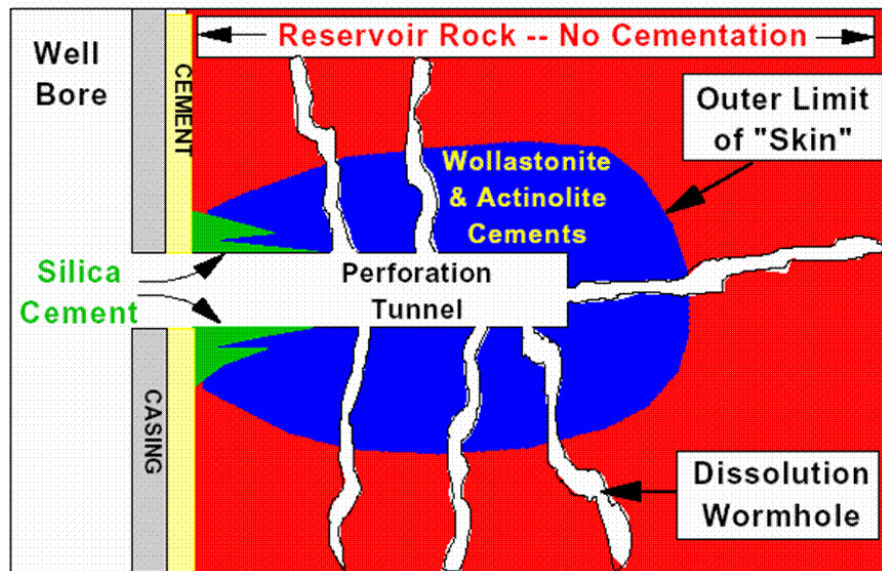 Reservoir Rock -- No Cementation
Well
Bore
CEMENT
Outer Limit
of "Skin"
Wollastonite
& Actinolite
Cements
Silica
Cement
Perforation
Tunnel
CASING
Dissolution
Wormhole